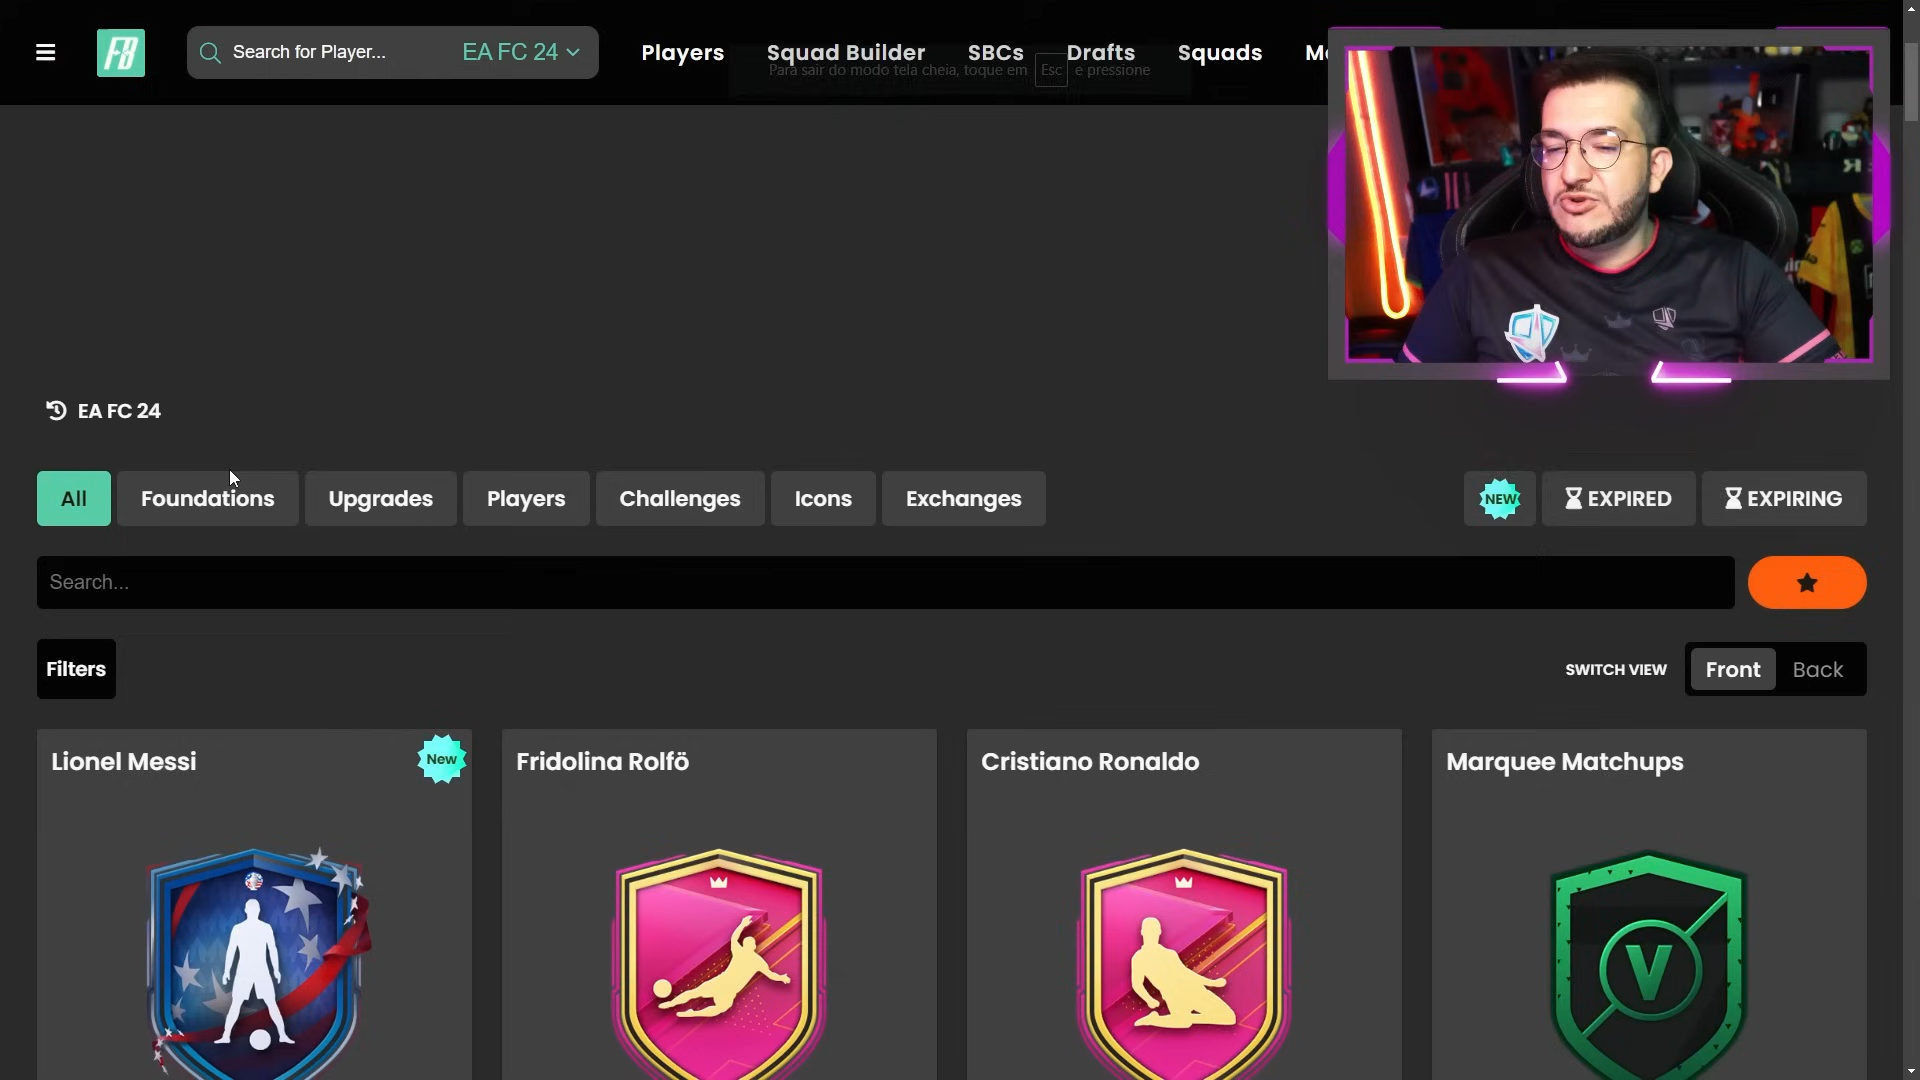 FB
Search for Player...
EA FC 24
Players
Squad Builder
SBCs
Drafts
Squads
Para sair do modo tela cheia, toque em Esc e pressione
EA FC 24
All
Foundations
Upgrades
Players
Challenges
Icons
Exchanges
NEW
EXPIRED
EXPIRING
Search...
Filters
SWITCH VIEW
Front
Back
Lionel Messi
New
Fridolina Rolfö
Cristiano Ronaldo
Marquee Matchups
V